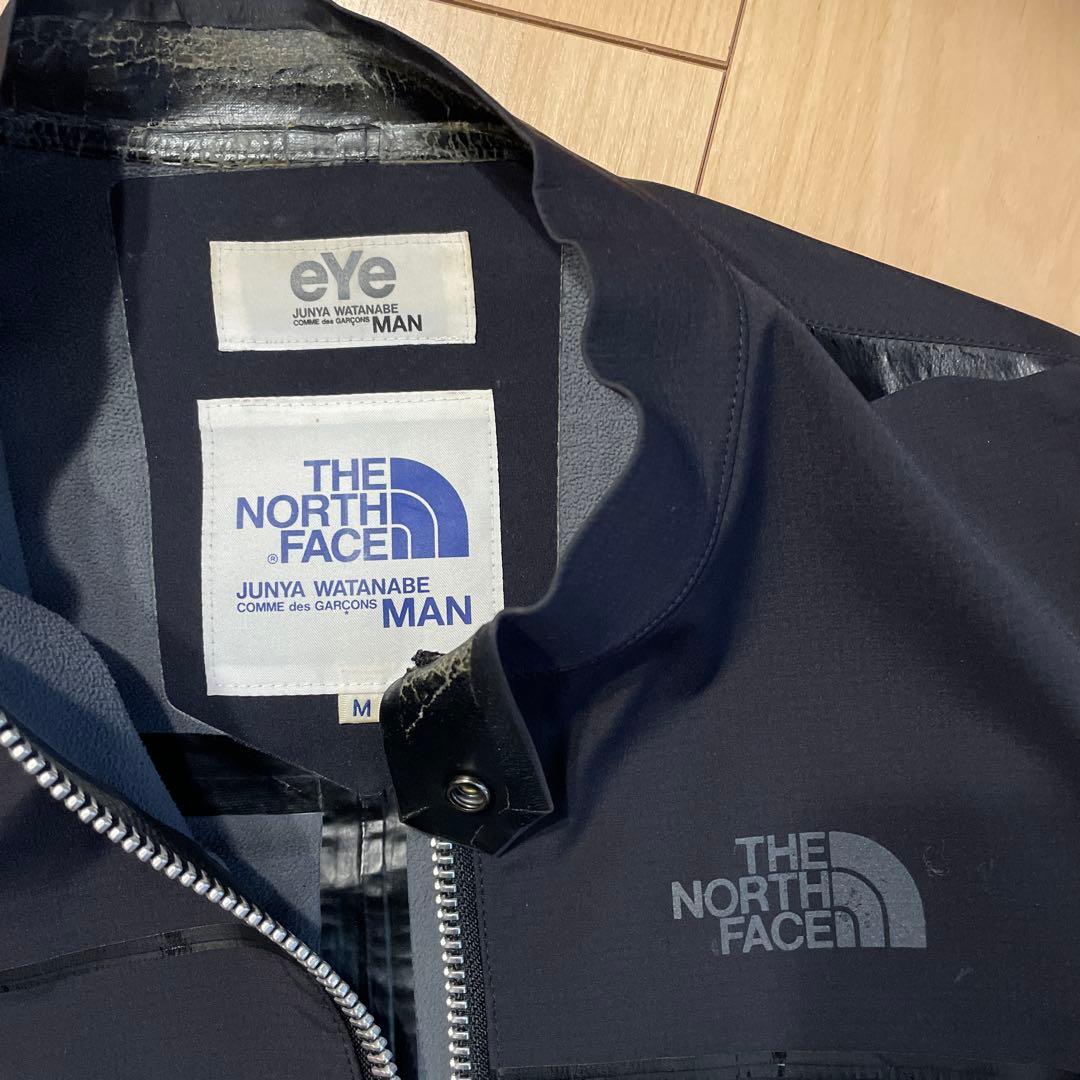 eYe
JUNYA WATANABE
COMME des GARÇONS MAN
THE
NORTH
® FACE
JUNYA WATANABE
COMME des GARÇONS MAN
M
THE
NORTH
FACE